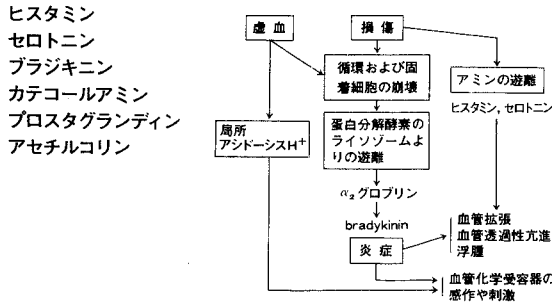 ヒスタミン
セロトニン
ブラジキニン
カテコールアミン
プロスタグランディン
アセチルコリン
虚血
損傷
循環および固
着細胞の崩壊
アミンの遊離
ヒスタミン, セロトニン
局所
アシドーシスH⁺
蛋白分解酵素の
ライソゾームよ
りの遊離
α₂グロブリン
bradykinin
炎症
血管拡張
血管透過性亢進
浮腫
血管化学受容器の
感作や刺激